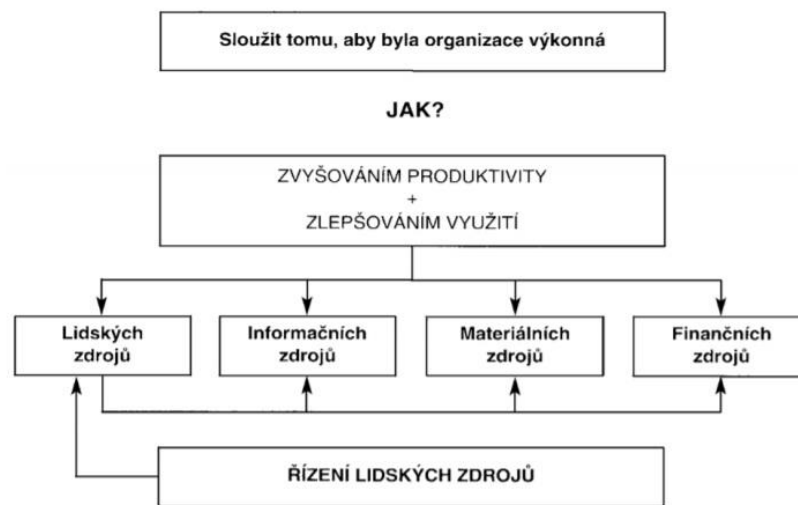 Sloužit tomu, aby byla organizace výkonná
JAK?
ZVYŠOVÁNÍM PRODUKTIVITY
+
ZLEPŠOVÁNÍM VYUŽITÍ
Lidských
zdrojů
Informačních
zdrojů
Materiálních
zdrojů
Finančních
zdrojů
ŘÍZENÍ LIDSKÝCH ZDROJŮ